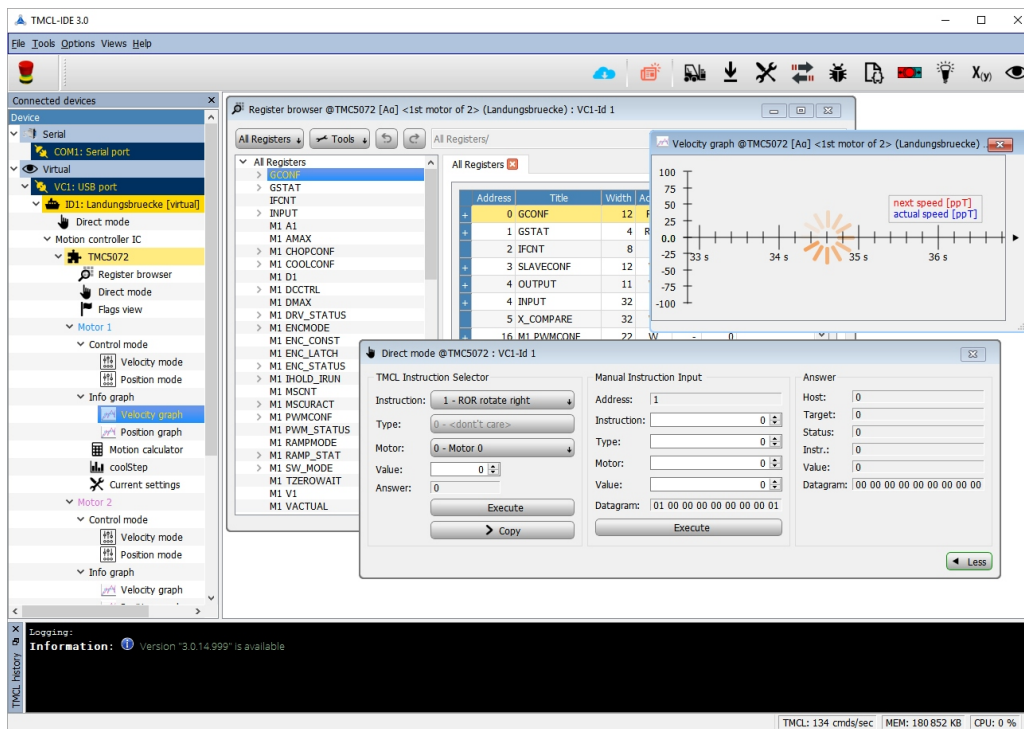 TMCL-IDE 3.0
File Tools Options Views Help
X(y)
Connected devices
Device
Serial
COM1: Serial port
Virtual
VC1: USB port
ID1: Landungsbruecke [virtual]
Direct mode
Motion controller IC
TMC5072
Register browser
Direct mode
Flags view
Motor 1
Control mode
Velocity mode
Position mode
Info graph
Velocity graph
Position graph
Motion calculator
coolStep
Current settings
Motor 2
Control mode
Velocity mode
Position mode
Info graph
Velocity graph
Register browser @TMC5072 [Aq] <1st motor of 2> (Landungsbruecke) : VC1-Id 1
All Registers Tools All Registers/
All Registers
GCONF
GSTAT
IFCNT
INPUT
M1 A1
M1 AMAX
M1 CHOPCONF
M1 COOLCONF
M1 D1
M1 DCCTRL
M1 DMAX
M1 DRV_STATUS
M1 ENCMODE
M1 ENC_CONST
M1 ENC_LATCH
M1 ENC_STATUS
M1 IHOLD_IRUN
M1 MSCNT
M1 MSCURACT
M1 PWMCONF
M1 PWM_STATUS
M1 RAMPMODE
M1 RAMP_STAT
M1 SW_MODE
M1 TZEROWAIT
M1 V1
M1 VACTUAL
All Registers
Address Title Width
0 GCONF 12
1 GSTAT 4 R
2 IFCNT 8
3 SLAVECONF 12
4 OUTPUT 11
4 INPUT 32
5 X_COMPARE 32
16 M1 PWMCONF 22 W - 0
Velocity graph @TMC5072 [Aq] <1st motor of 2> (Landungsbruecke)
100
75
50
25
0.0
-25
-50
-75
-100
33 s 34 s 35 s 36 s
next speed [ppT]
actual speed [ppT]
Direct mode @TMC5072 : VC1-Id 1
TMCL Instruction Selector
Instruction: 1 - ROR rotate right
Type: 0 - <don't care>
Motor: 0 - Motor 0
Value: 0
Answer: 0
Execute
Copy
Manual Instruction Input
Address: 1
Instruction: 0
Type: 0
Motor: 0
Value: 0
Datagram: 01 00 00 00 00 00 00 00 01
Execute
Answer
Host: 0
Target: 0
Status: 0
Instr.: 0
Value: 0
Datagram: 00 00 00 00 00 00 00 00 00
Less
TMCL history
Logging:
Information: Version "3.0.14.999" is available
TMCL: 134 cmds/sec MEM: 180 852 KB CPU: 0 %